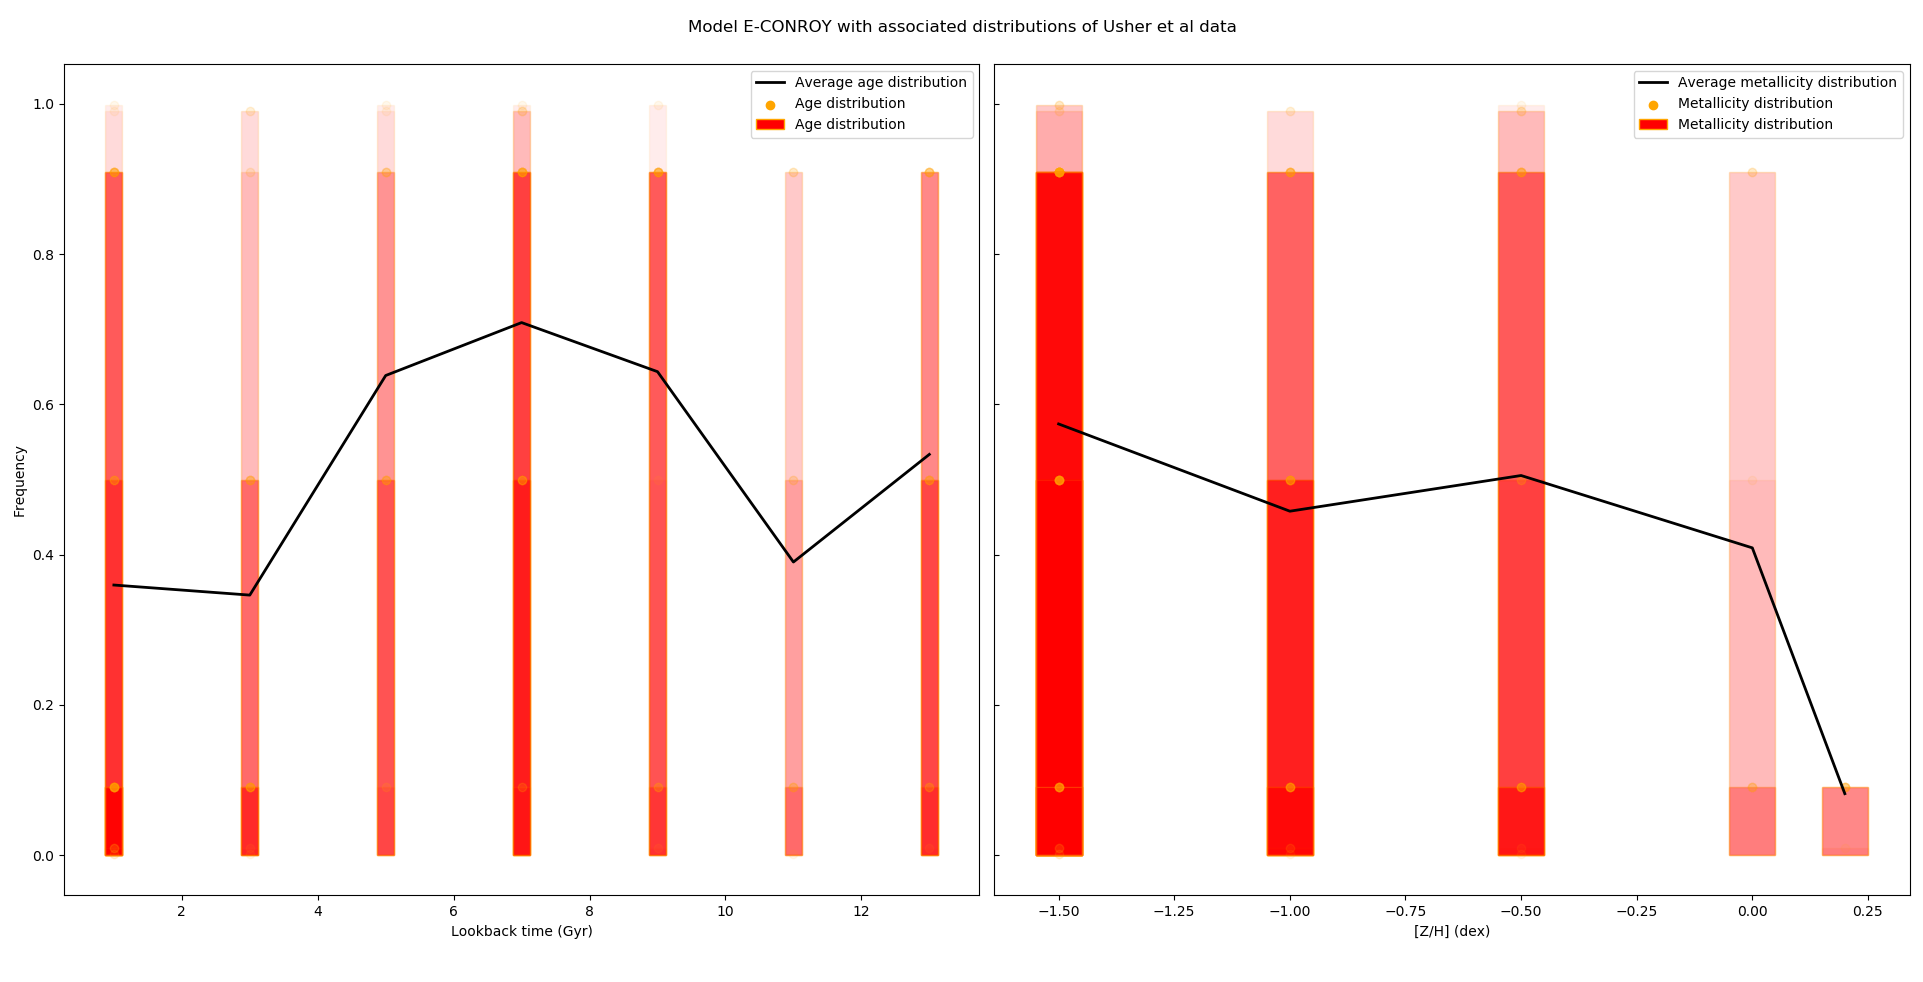 Model E-CONROY with associated distributions of Usher et al data
Average age distribution
Age distribution
Age distribution
Average metallicity distribution
Metallicity distribution
Metallicity distribution
1.0
0.8
0.6
0.4
0.2
0.0
Frequency
2 4 6 8 10 12
Lookback time (Gyr)
−1.50 −1.25 −1.00 −0.75 −0.50 −0.25 0.00 0.25
[Z/H] (dex)